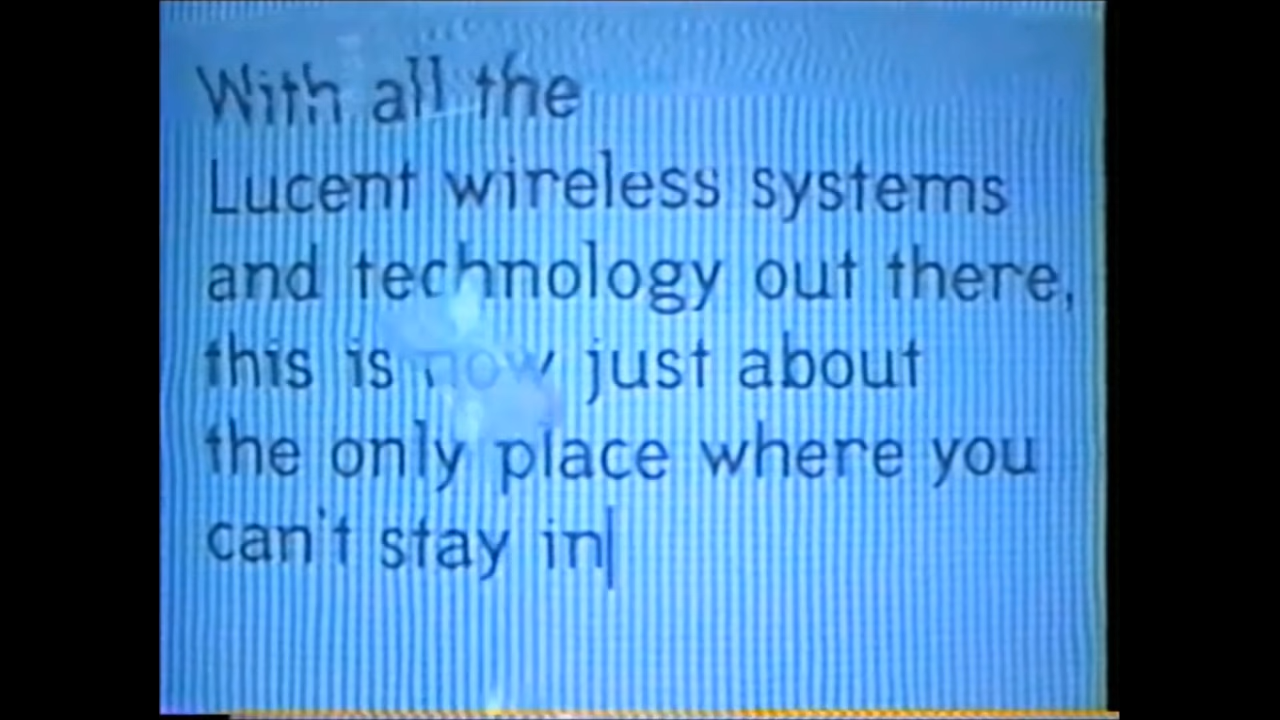 With all the
Lucent wireless systems
and technology out there,
this is now just about
the only place where you
can't stay in